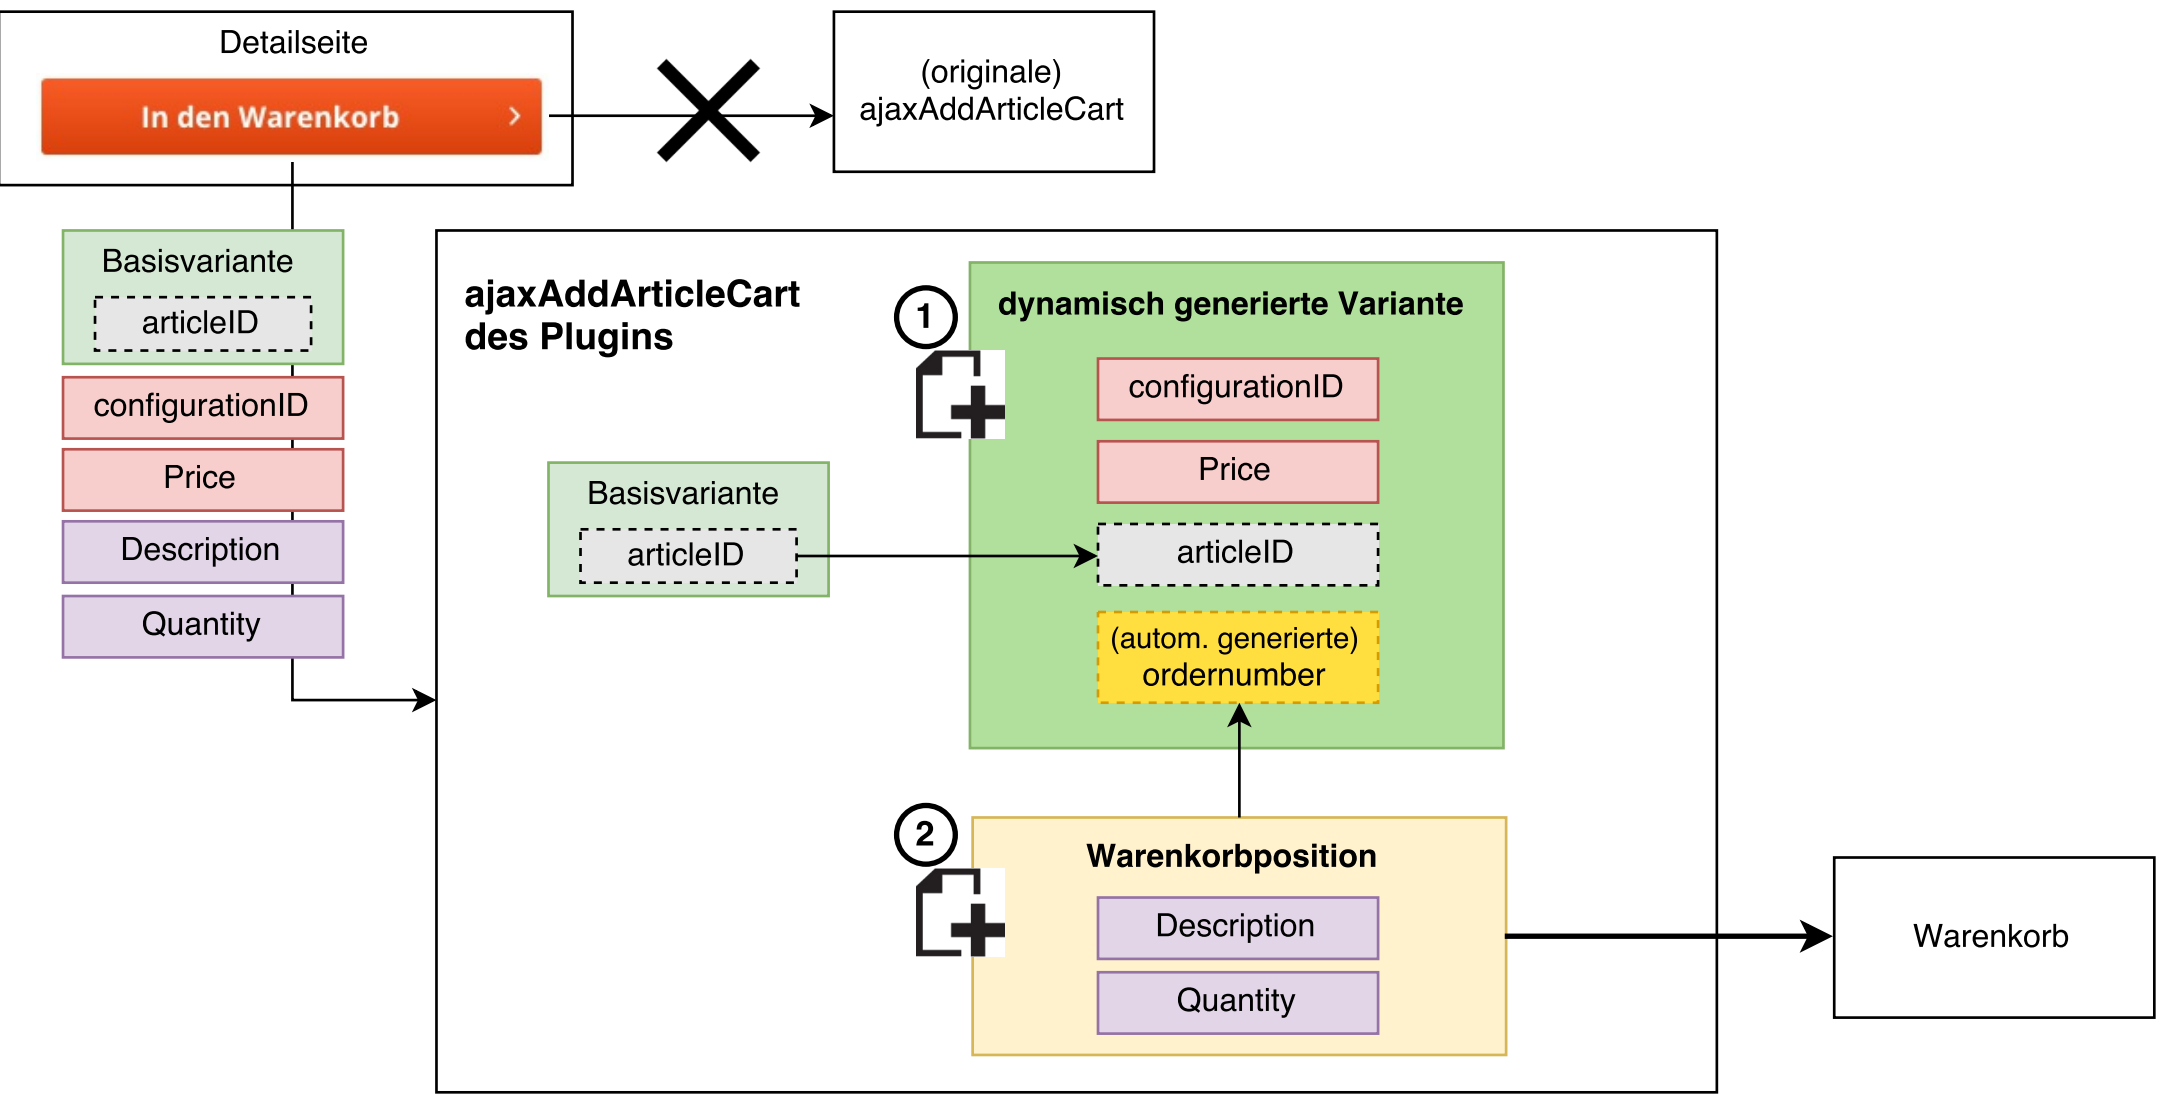 Detailseite
In den Warenkorb
(originale)
ajaxAddArticleCart
Basisvariante
articleID
configurationID
Price
Description
Quantity
ajaxAddArticleCart
des Plugins
Basisvariante
articleID
1
dynamisch generierte Variante
configurationID
Price
articleID
(autom. generierte)
ordernumber
2
Warenkorbposition
Description
Quantity
Warenkorb